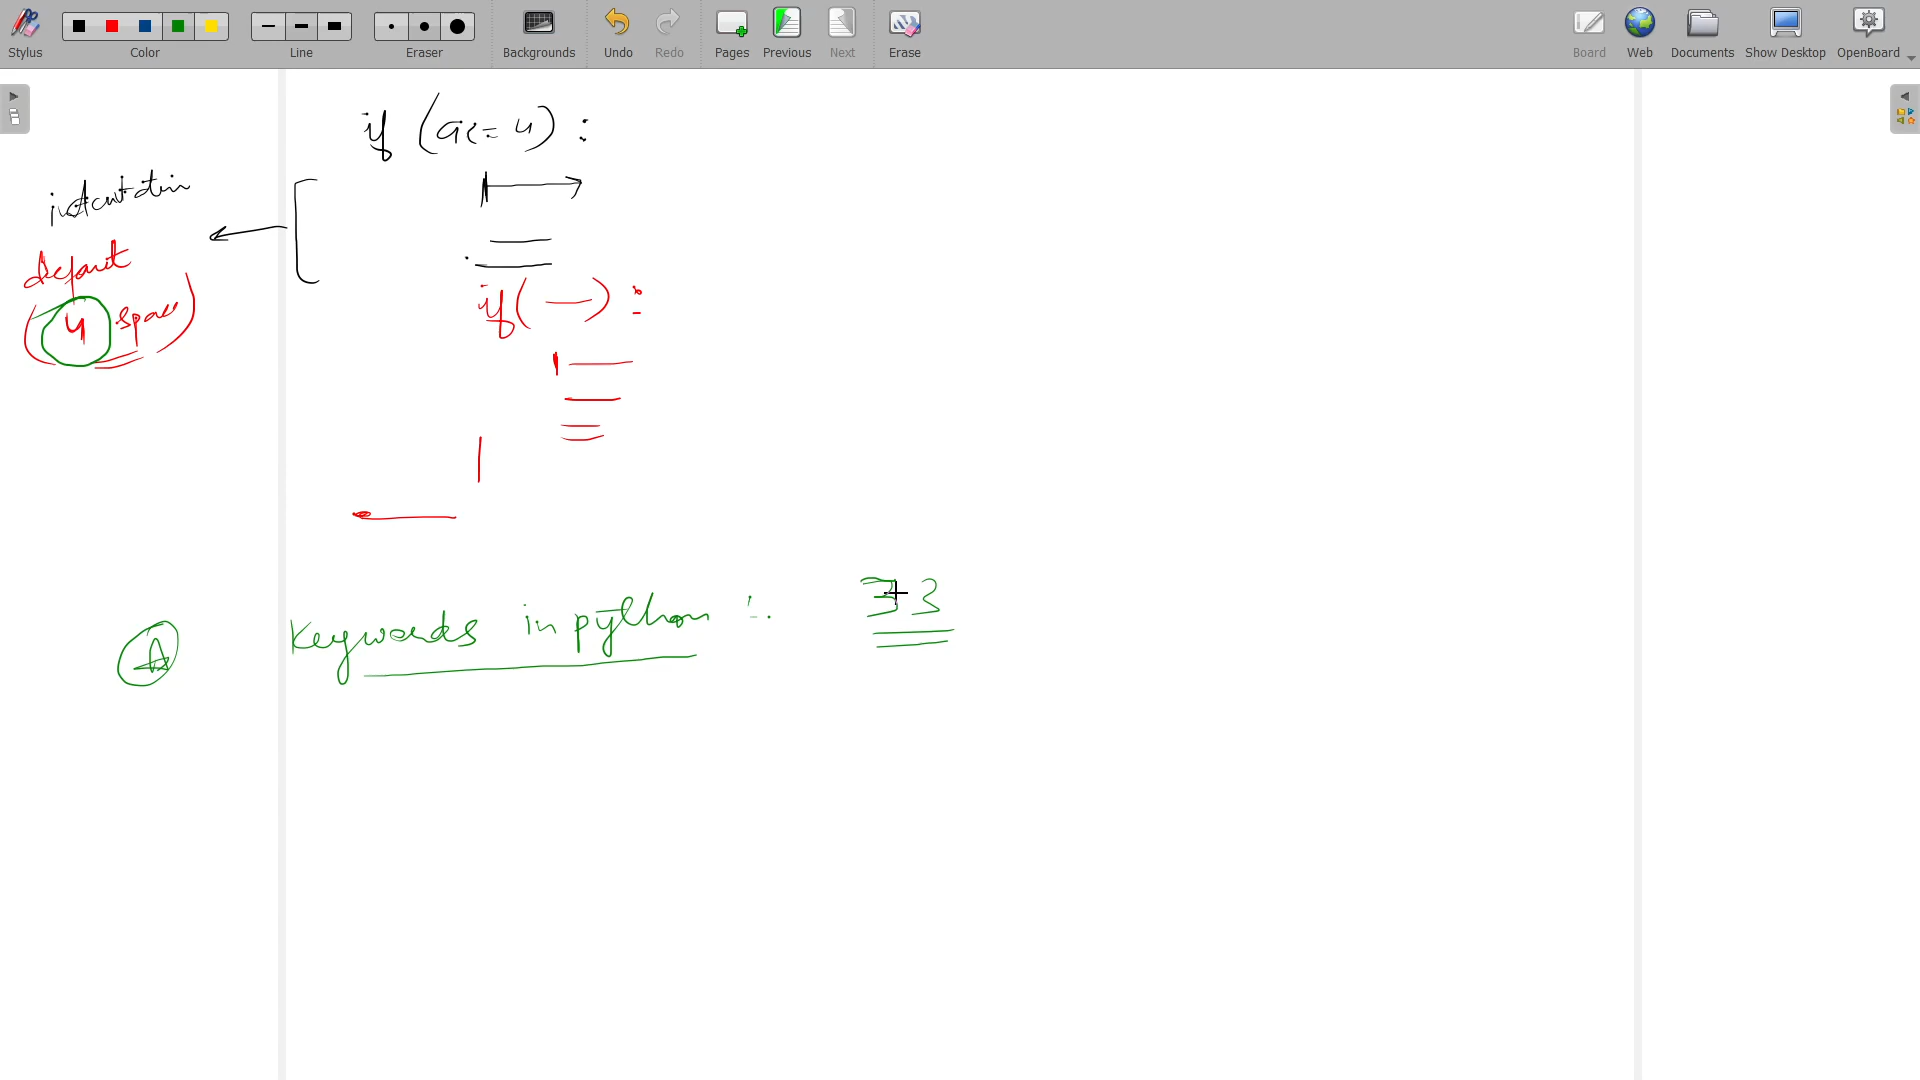 Stylus
Color
Line
Eraser
Backgrounds
Undo
Redo
Pages
Previous
Next
Erase
Board
Web
Documents
Show Desktop
OpenBoard
if (a<=4) :
indentation
default
(4 space)
if( — ) :
Keywords in python :. 33